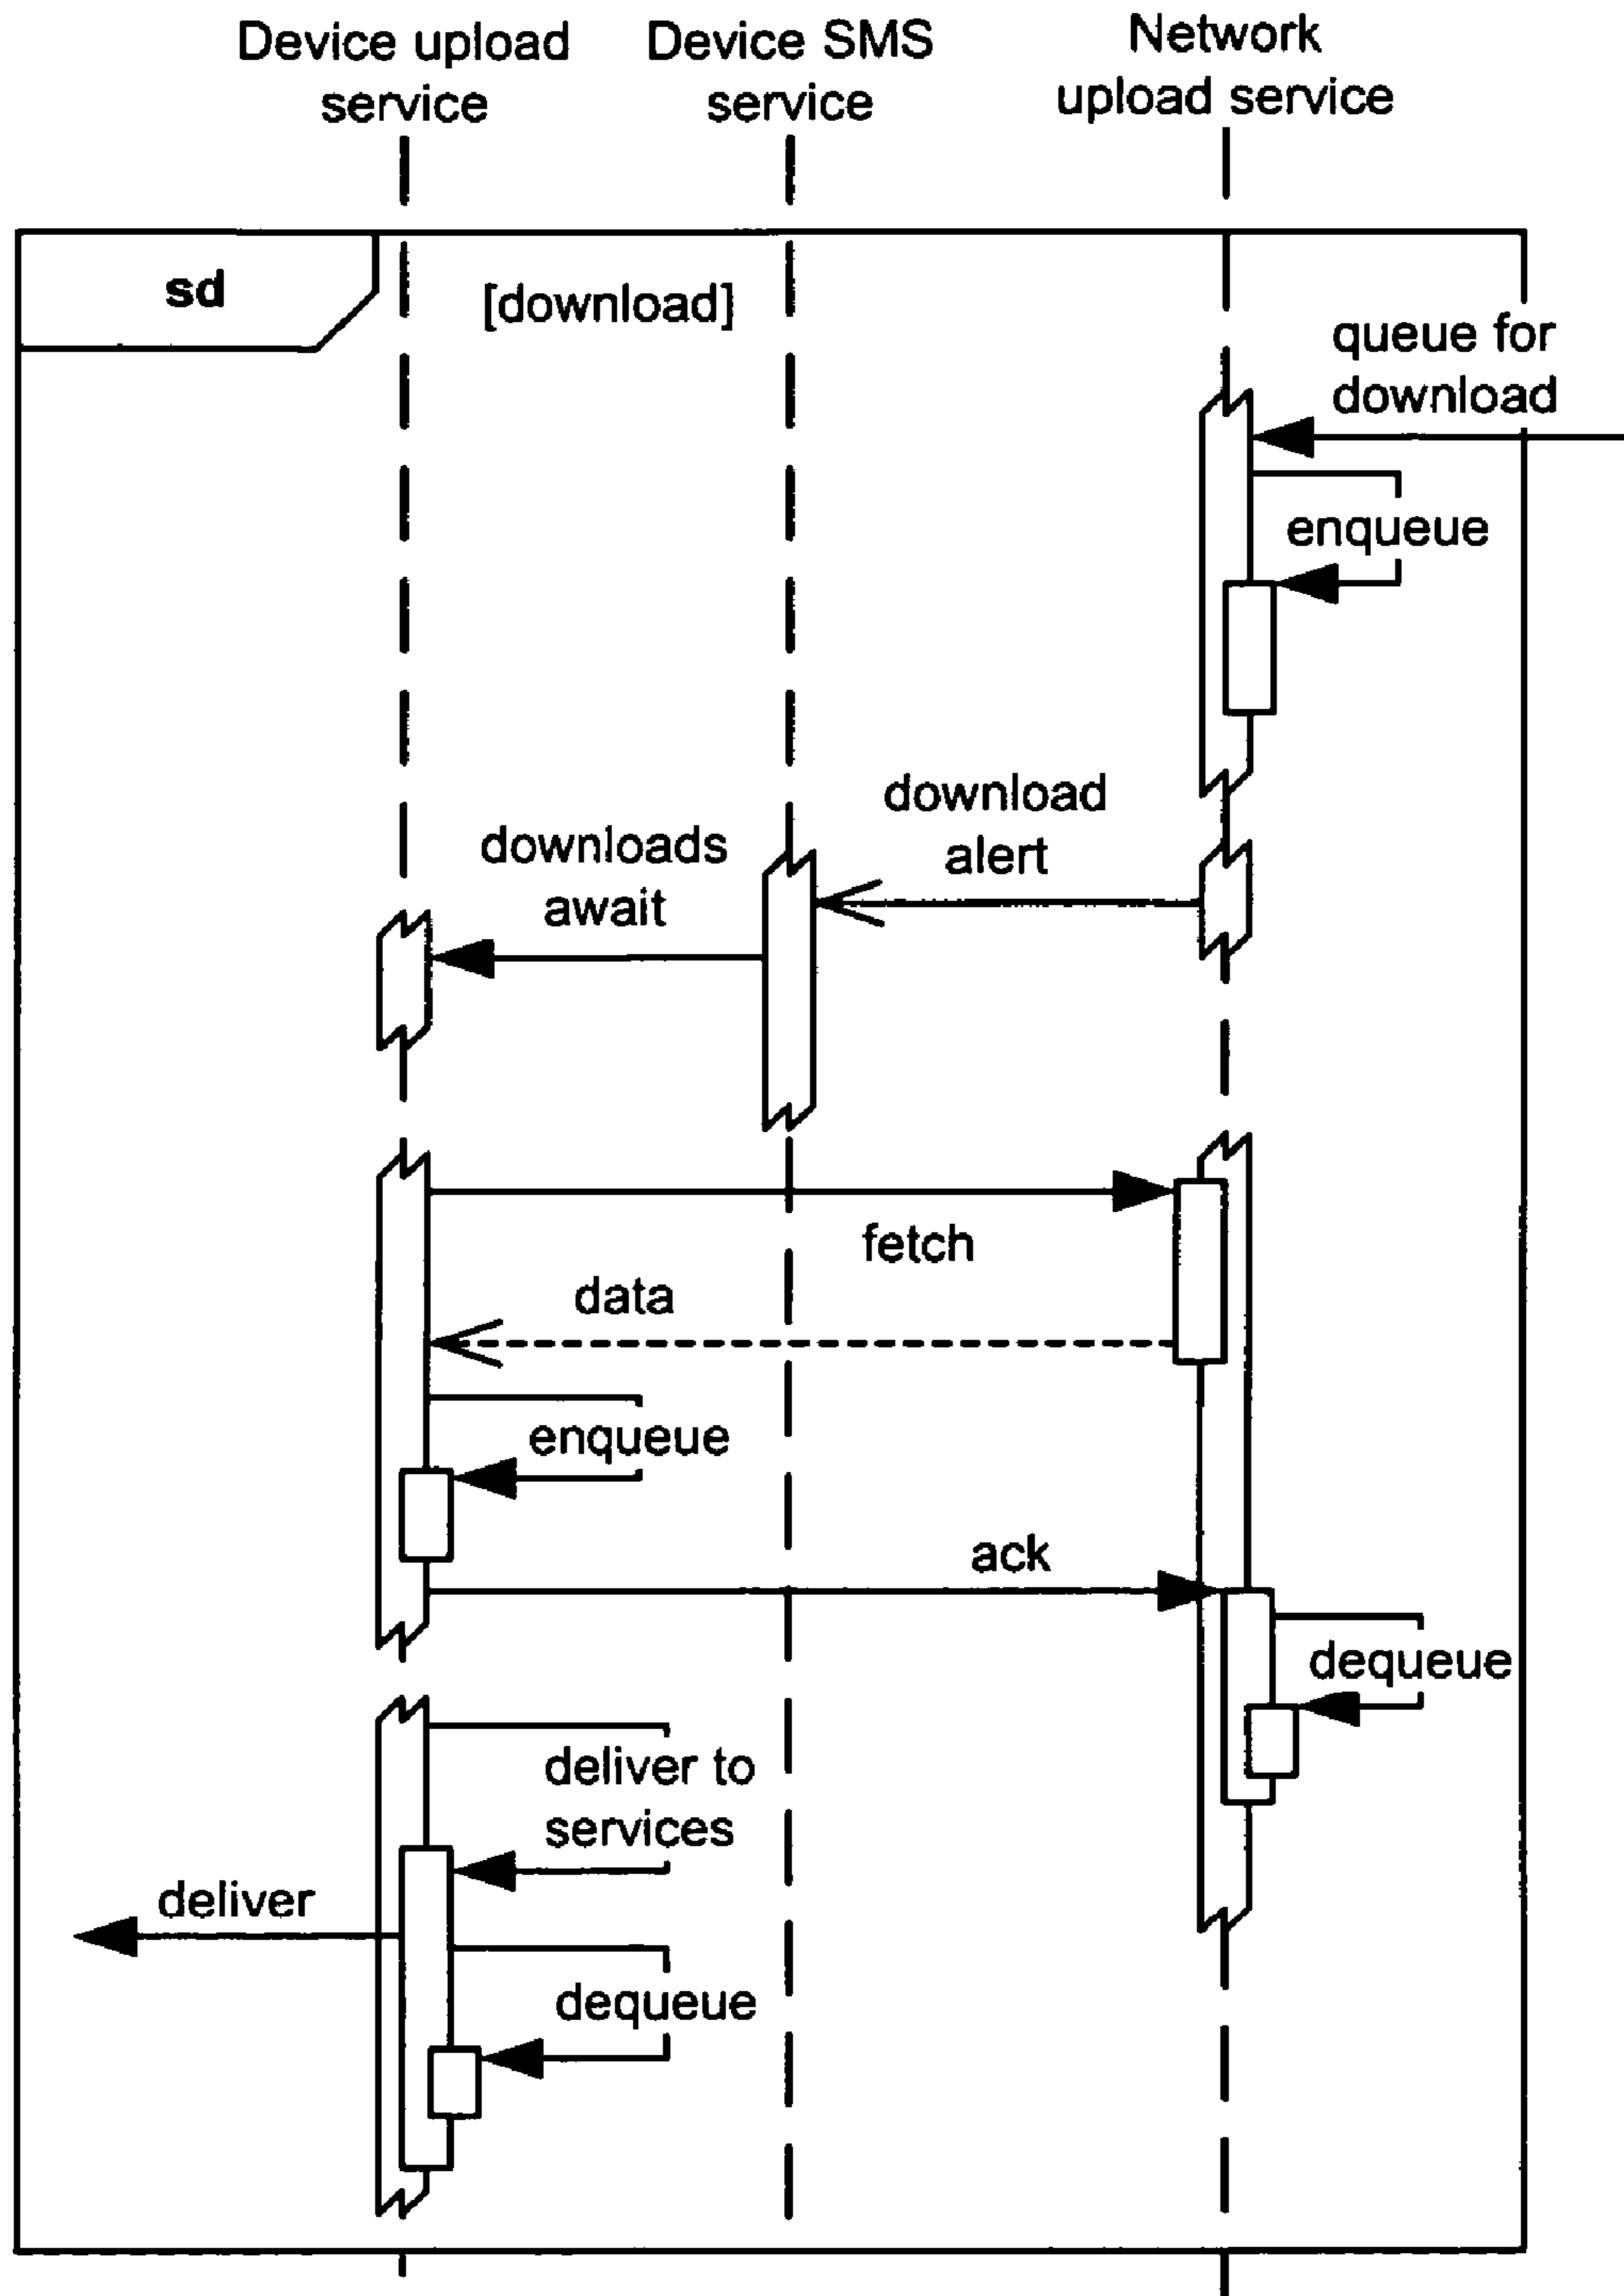 Device upload
service
Device SMS
service
Network
upload service
sd
[download]
queue for
download
enqueue
download
alert
downloads
await
fetch
data
enqueue
ack
dequeue
deliver to
services
deliver
dequeue